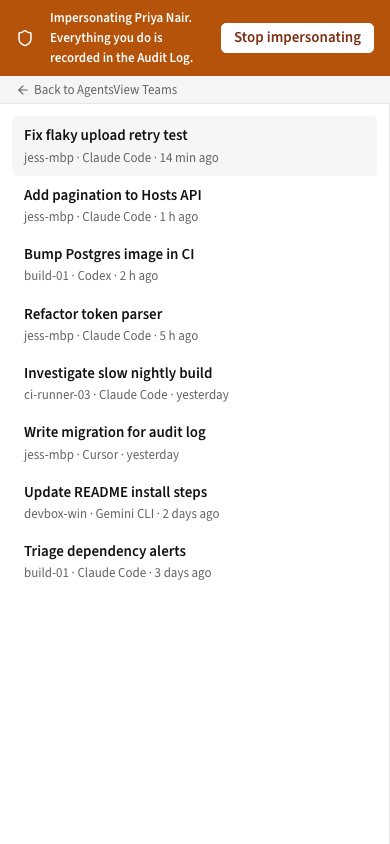 Impersonating Priya Nair.
Everything you do is
recorded in the Audit Log.
Stop impersonating
Back to AgentsView Teams
Fix flaky upload retry test
jess-mbp · Claude Code · 14 min ago
Add pagination to Hosts API
jess-mbp · Claude Code · 1 h ago
Bump Postgres image in CI
build-01 · Codex · 2 h ago
Refactor token parser
jess-mbp · Claude Code · 5 h ago
Investigate slow nightly build
ci-runner-03 · Claude Code · yesterday
Write migration for audit log
jess-mbp · Cursor · yesterday
Update README install steps
devbox-win · Gemini CLI · 2 days ago
Triage dependency alerts
build-01 · Claude Code · 3 days ago